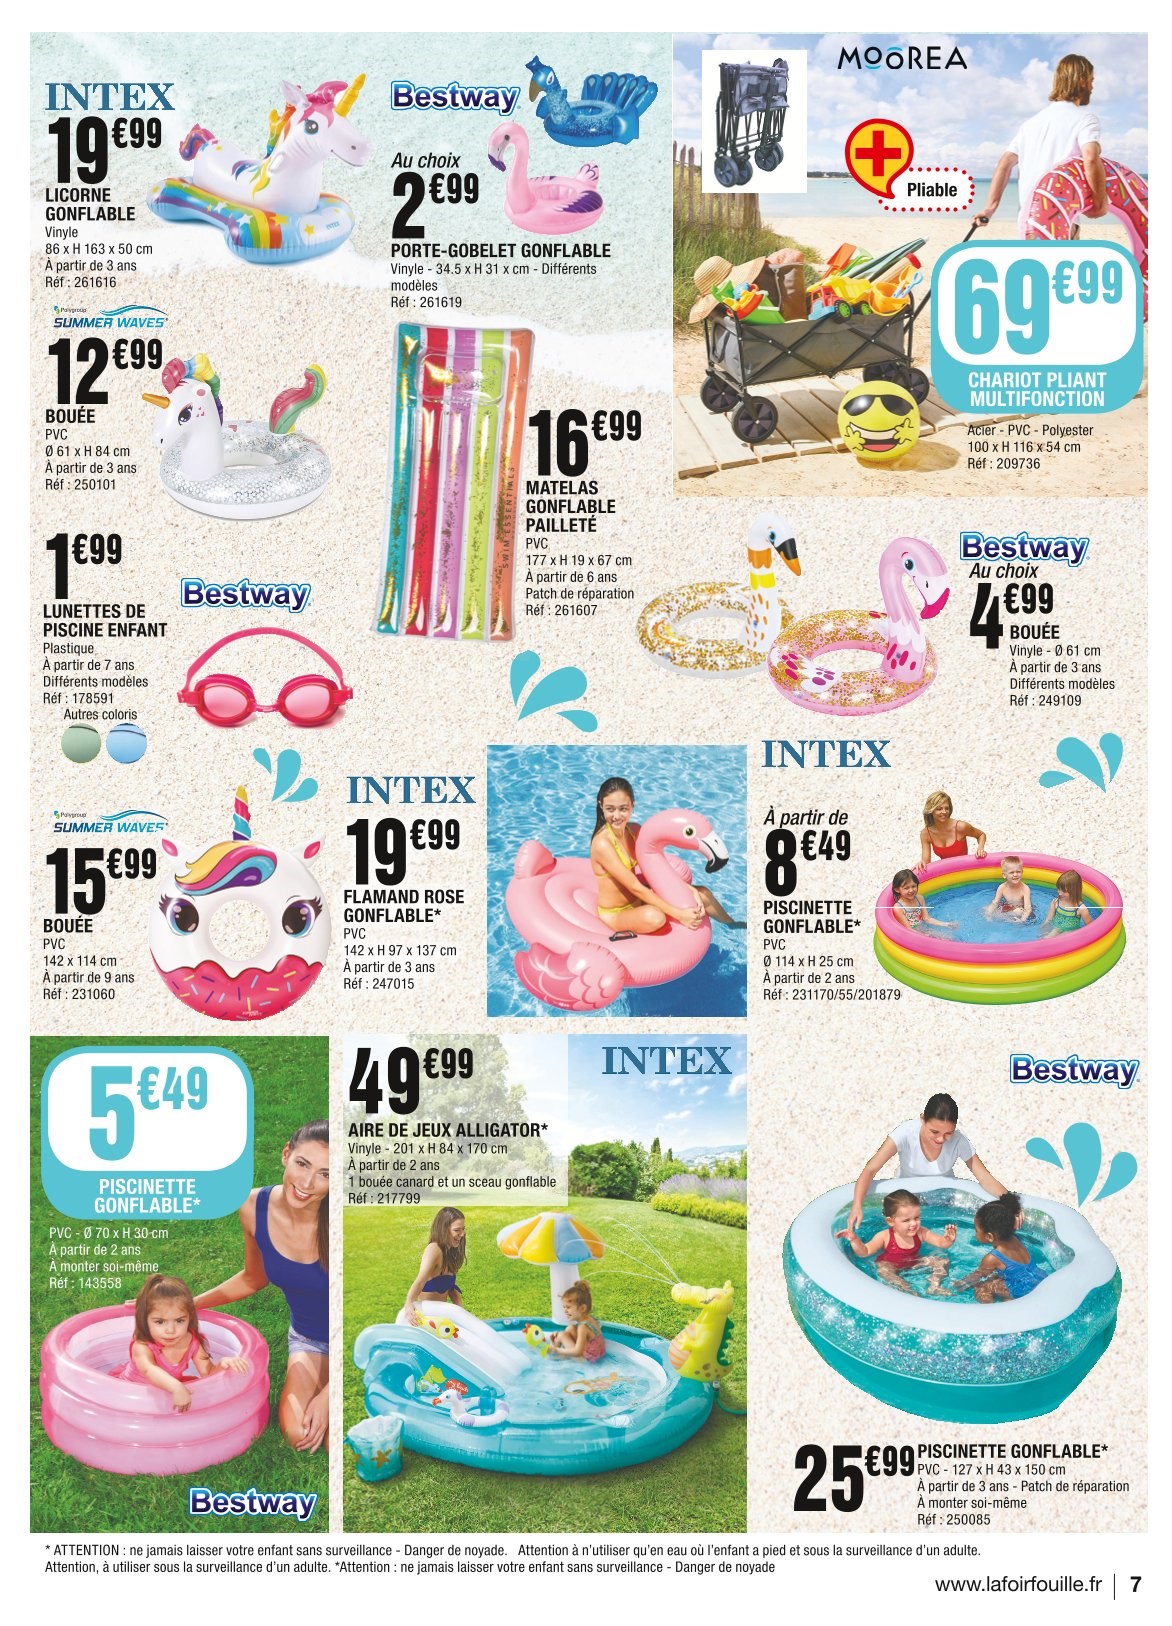 INTEX
19€99
LICORNE
GONFLABLE
Vinyle
86 x H 163 x 50 cm
À partir de 3 ans
Réf : 261616
Bestway
Au choix
2€99
PORTE-GOBELET GONFLABLE
Vinyle - 34.5 x H 31 x cm - Différents
modèles
Réf : 261619
MOOREA
Pliable
69€99
CHARIOT PLIANT
MULTIFONCTION
Acier - PVC - Polyester
100 x H 116 x 54 cm
Réf : 209736
Polygroup
SUMMER WAVES
12€99
BOUÉE
PVC
Ø 61 x H 84 cm
À partir de 3 ans
Réf : 250101
SWIM ESSENTIALS
16€99
MATELAS
GONFLABLE
PAILLETÉ
PVC
177 x H 19 x 67 cm
À partir de 6 ans
Patch de réparation
Réf : 261607
1€99
LUNETTES DE
PISCINE ENFANT
Plastique
À partir de 7 ans
Différents modèles
Réf : 178591
Autres coloris
Bestway
Bestway
Au choix
4€99
BOUÉE
Vinyle - Ø 61 cm
À partir de 3 ans
Différents modèles
Réf : 249109
Polygroup
SUMMER WAVES
15€99
BOUÉE
PVC
142 x 114 cm
À partir de 9 ans
Réf : 231060
INTEX
19€99
FLAMAND ROSE
GONFLABLE*
PVC
142 x H 97 x 137 cm
À partir de 3 ans
Réf : 247015
INTEX
À partir de
8€49
PISCINETTE
GONFLABLE*
PVC
Ø 114 x H 25 cm
À partir de 2 ans
Réf : 231170/55/201879
5€49
PISCINETTE
GONFLABLE*
PVC - Ø 70 x H 30 cm
À partir de 2 ans
À monter soi-même
Réf : 143558
Bestway
49€99
AIRE DE JEUX ALLIGATOR*
Vinyle - 201 x H 84 x 170 cm
À partir de 2 ans
1 bouée canard et un sceau gonflable
Réf : 217799
INTEX
Bestway
25€99
PISCINETTE GONFLABLE*
PVC - 127 x H 43 x 150 cm
À partir de 3 ans - Patch de réparation
À monter soi-même
Réf : 250085
* ATTENTION : ne jamais laisser votre enfant sans surveillance - Danger de noyade. Attention à n'utiliser qu'en eau où l'enfant a pied et sous la surveillance d'un adulte.
Attention, à utiliser sous la surveillance d'un adulte. *Attention : ne jamais laisser votre enfant sans surveillance - Danger de noyade
www.lafoirfouille.fr | 7